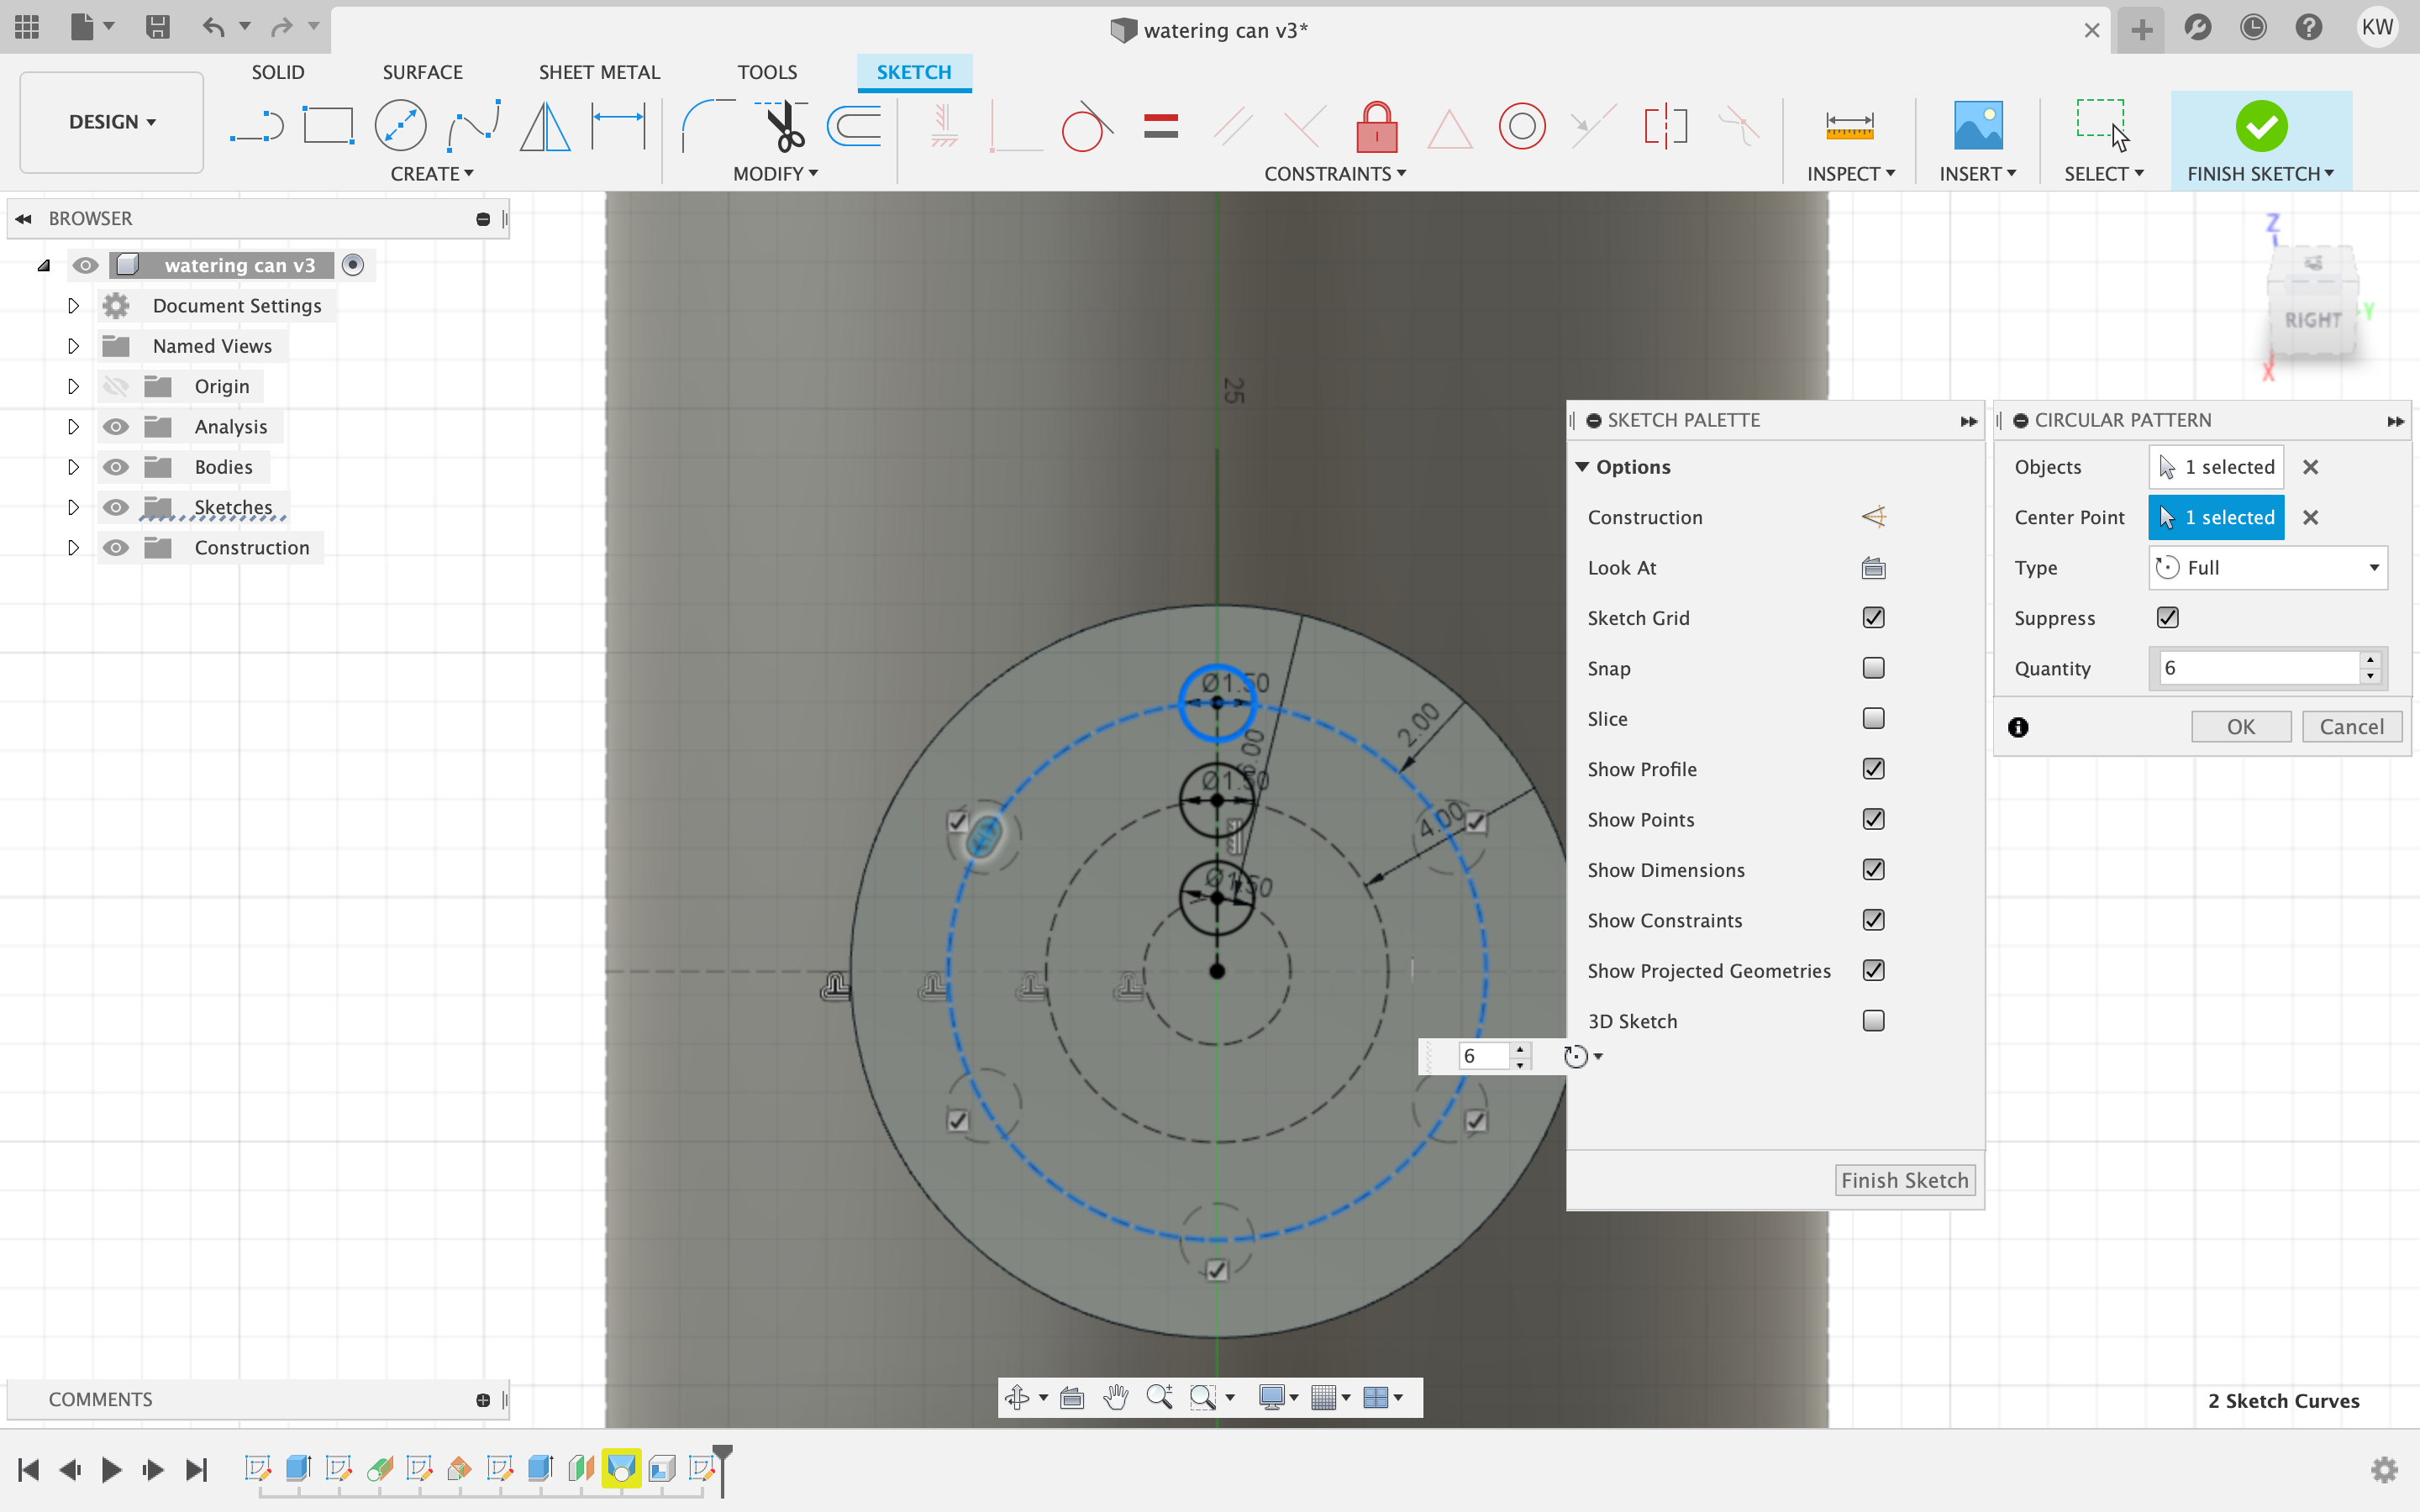 watering can v3*
KW
SOLID
SURFACE
SHEET METAL
TOOLS
SKETCH
DESIGN
CREATE
MODIFY
CONSTRAINTS
INSPECT
INSERT
SELECT
FINISH SKETCH
BROWSER
watering can v3
Document Settings
Named Views
Origin
Analysis
Bodies
Sketches
Construction
Z
RIGHT
Y
X
25
Ø1.50
2.00
Ø1.50
4.00
Ø1.50
SKETCH PALETTE
Options
Construction
Look At
Sketch Grid
Snap
Slice
Show Profile
Show Points
Show Dimensions
Show Constraints
Show Projected Geometries
3D Sketch
Finish Sketch
CIRCULAR PATTERN
Objects
1 selected
Center Point
1 selected
Type
Full
Suppress
Quantity
6
OK
Cancel
6
COMMENTS
2 Sketch Curves